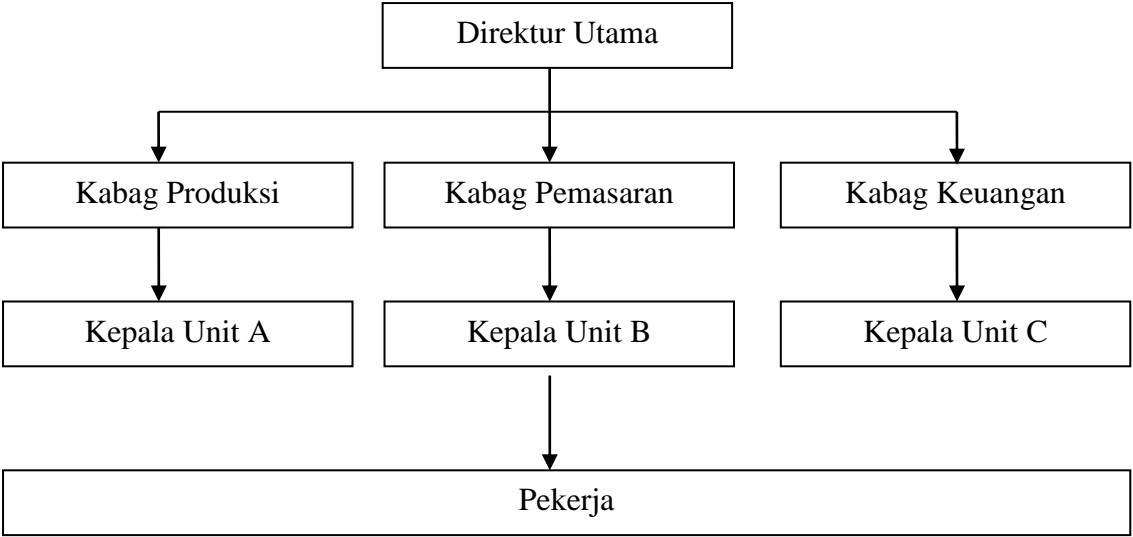 Direktur Utama
Kabag Produksi
Kabag Pemasaran
Kabag Keuangan
Kepala Unit A
Kepala Unit B
Kepala Unit C
Pekerja